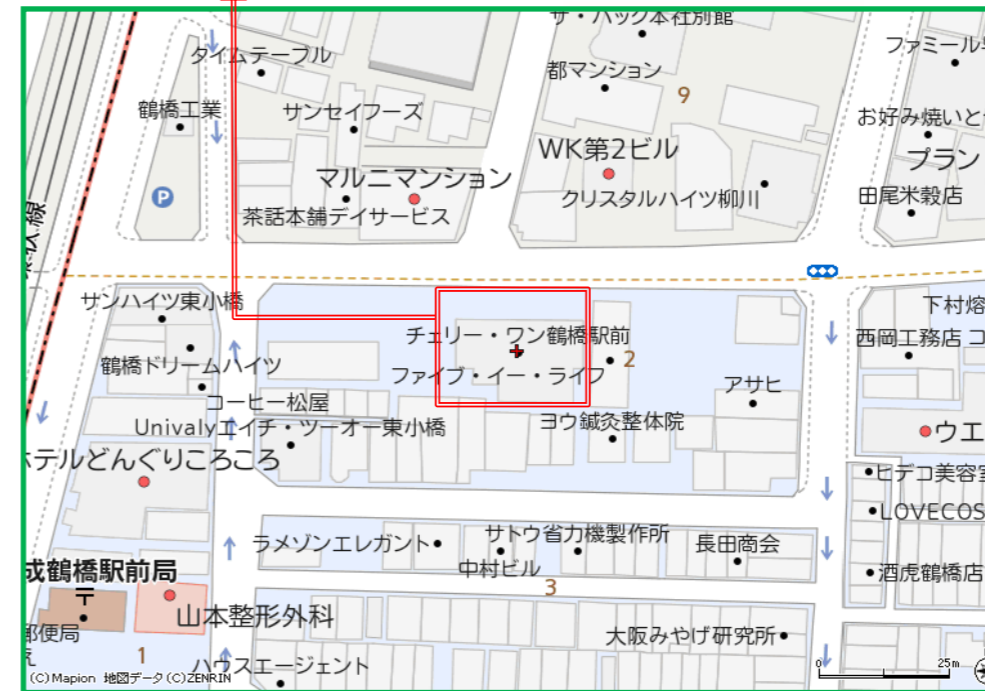 ザ・パック本社別館
タイムテーブル
ファミール
都マンション
9
鶴橋工業
サンセイフーズ
お好み焼いと
WK第2ビル
プラン
マルニマンション
P
クリスタルハイツ柳川
田尾米穀店
茶話本舗デイサービス
状線
サンハイツ東小橋
下村熔
チェリー・ワン鶴橋駅前
西岡工務店 コ
2
鶴橋ドリームハイツ
ファイブ・イー・ライフ
アサヒ
コーヒー松屋
ヨウ鍼灸整体院
Univalyエイチ・ツーオー東小橋
ウエ
ホテルどんぐりころころ
ヒデコ美容室
LOVECOS
サトウ省力機製作所
ラメゾンエレガント
長田商会
中村ビル
成鶴橋駅前局
酒虎鶴橋店
3
〒
山本整形外科
郵便局
大阪みやげ研究所
1
ハウスエージェント
0 25m
(C)Mapion 地図データ(C)ZENRIN